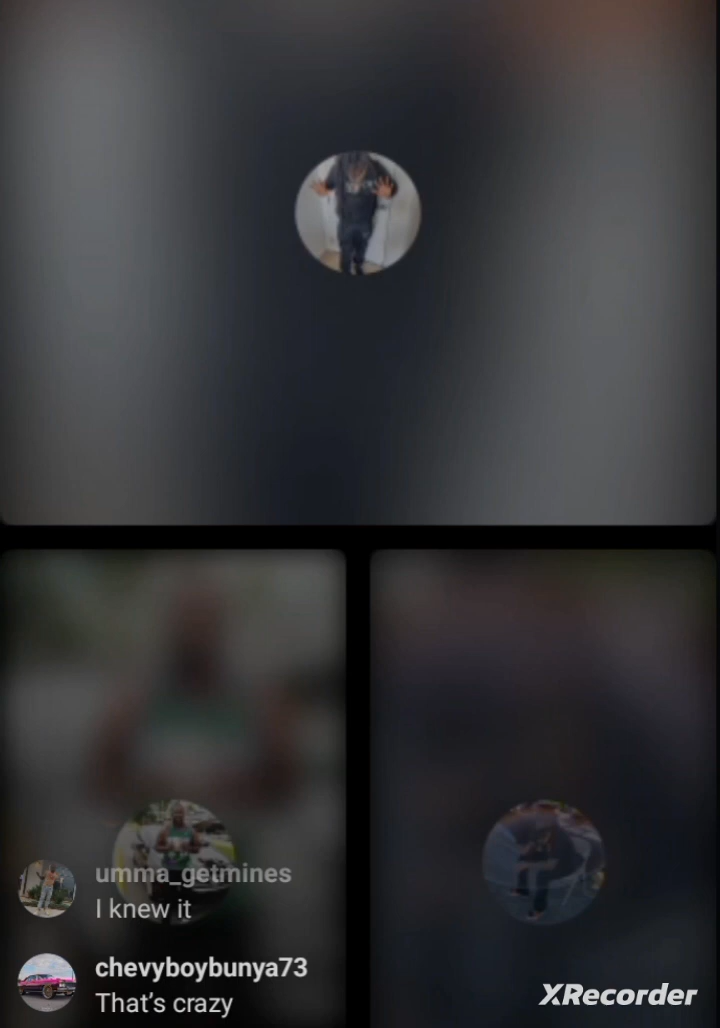 umma_getmines
I knew it
chevyboybunya73
That's crazy
XRecorder